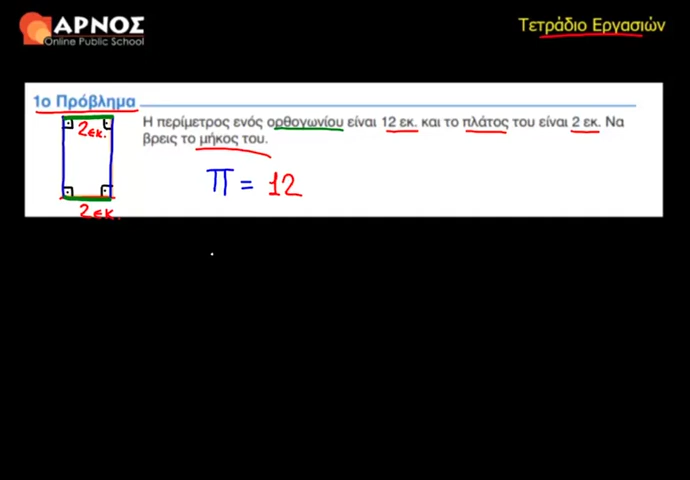 ΑΡΝΟΣ
Online Public School
Τετράδιο Εργασιών
1ο Πρόβλημα
Η περίμετρος ενός ορθογωνίου είναι 12 εκ. και το πλάτος του είναι 2 εκ. Να
βρεις το μήκος του.
2εκ.
Π = 12
2εκ.